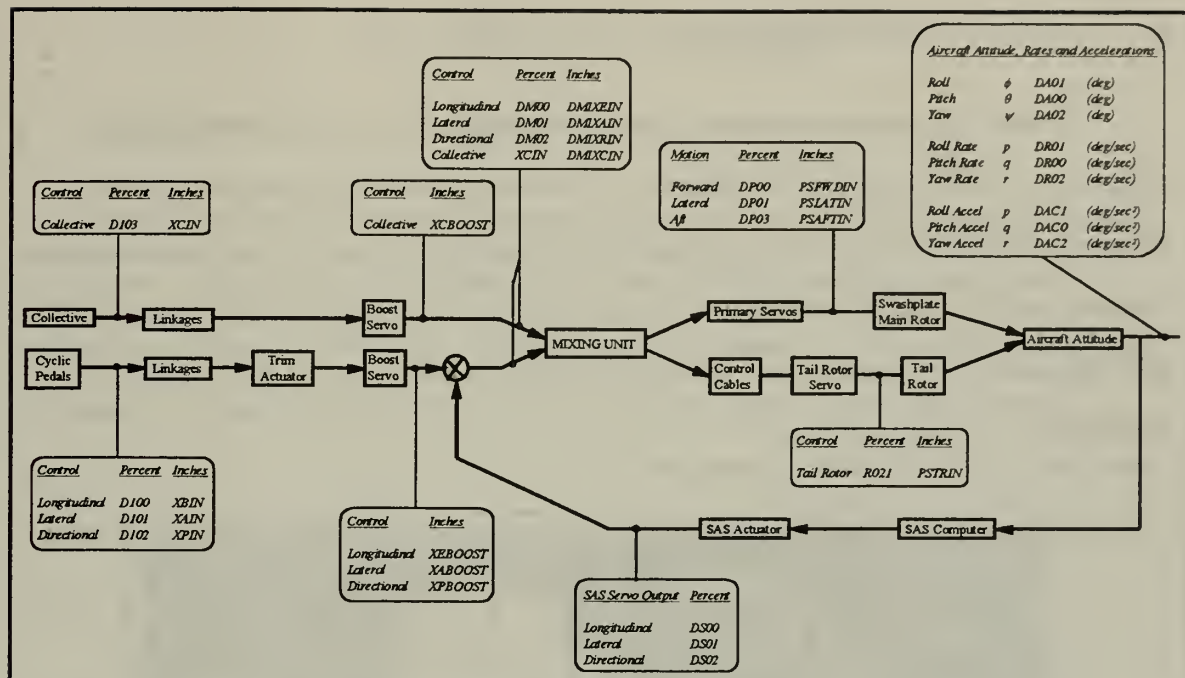 Aircraft Attitude, Rates and Accelerations
Roll ϕ DA01 (deg)
Pitch θ DA00 (deg)
Yaw ψ DA02 (deg)
Roll Rate p DR01 (deg/sec)
Pitch Rate q DR00 (deg/sec)
Yaw Rate r DR02 (deg/sec)
Roll Accel p DAC1 (deg/sec²)
Pitch Accel q DAC0 (deg/sec²)
Yaw Accel r DAC2 (deg/sec²)
Control Percent Inches
Longitudinal DM00 DMIXEIN
Lateral DM01 DMIXAIN
Directional DM02 DMIXRIN
Collective XCIN DMIXCIN
Motion Percent Inches
Forward DP00 PSFWDIN
Lateral DP01 PSLATIN
Aft DP03 PSAFTIN
Control Percent Inches
Collective D103 XCIN
Control Inches
Collective XCBOOST
Collective
Linkages
Boost
Servo
MIXING UNIT
Primary Servos
Swashplate
Main Rotor
Aircraft Attitude
Cyclic
Pedals
Linkages
Trim
Actuator
Boost
Servo
Control
Cables
Tail Rotor
Servo
Tail
Rotor
Control Percent Inches
Tail Rotor R021 PSTRIN
Control Percent Inches
Longitudinal D100 XBIN
Lateral D101 XAIN
Directional D102 XPIN
Control Inches
Longitudinal XEBOOST
Lateral XABOOST
Directional XPBOOST
SAS Actuator
SAS Computer
SAS Servo Output Percent
Longitudinal DS00
Lateral DS01
Directional DS02